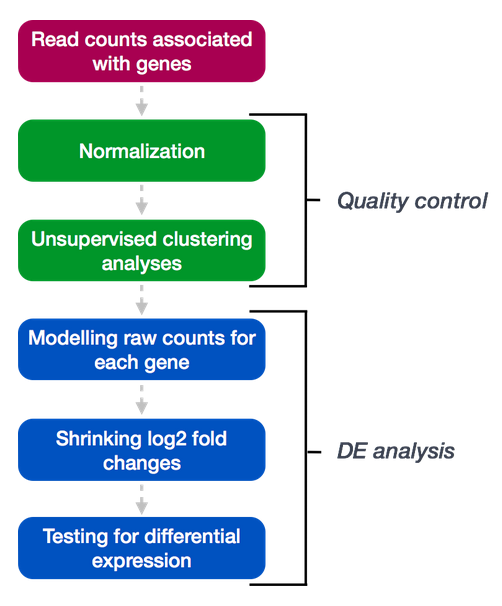 Read counts associated
with genes
Normalization
Quality control
Unsupervised clustering
analyses
Modelling raw counts for
each gene
Shrinking log2 fold
changes
DE analysis
Testing for differential
expression